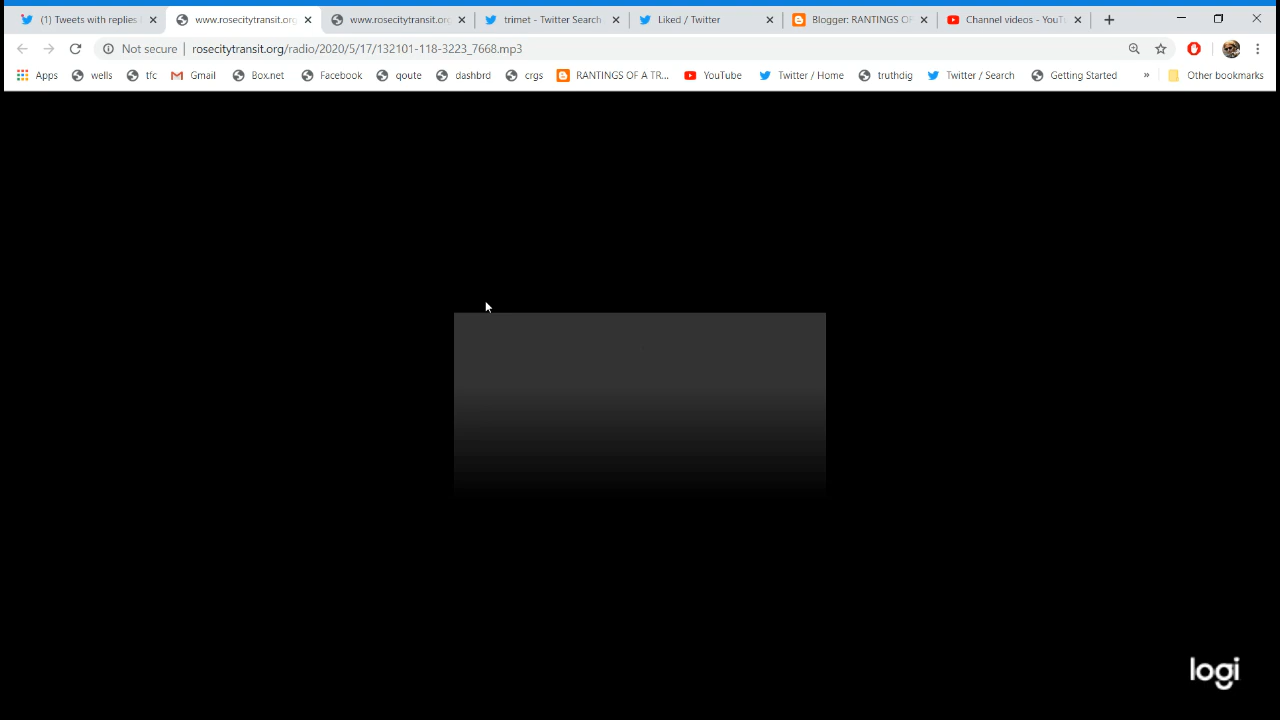 (1) Tweets with replies
www.rosecitytransit.org
www.rosecitytransit.org
trimet - Twitter Search
Liked / Twitter
Blogger: RANTINGS OF
Channel videos - YouTu
Not secure | rosecitytransit.org/radio/2020/5/17/132101-118-3223_7668.mp3
Apps wells tfc Gmail Box.net Facebook qoute dashbrd crgs RANTINGS OF A TR... YouTube Twitter / Home truthdig Twitter / Search Getting Started » Other bookmarks
logi